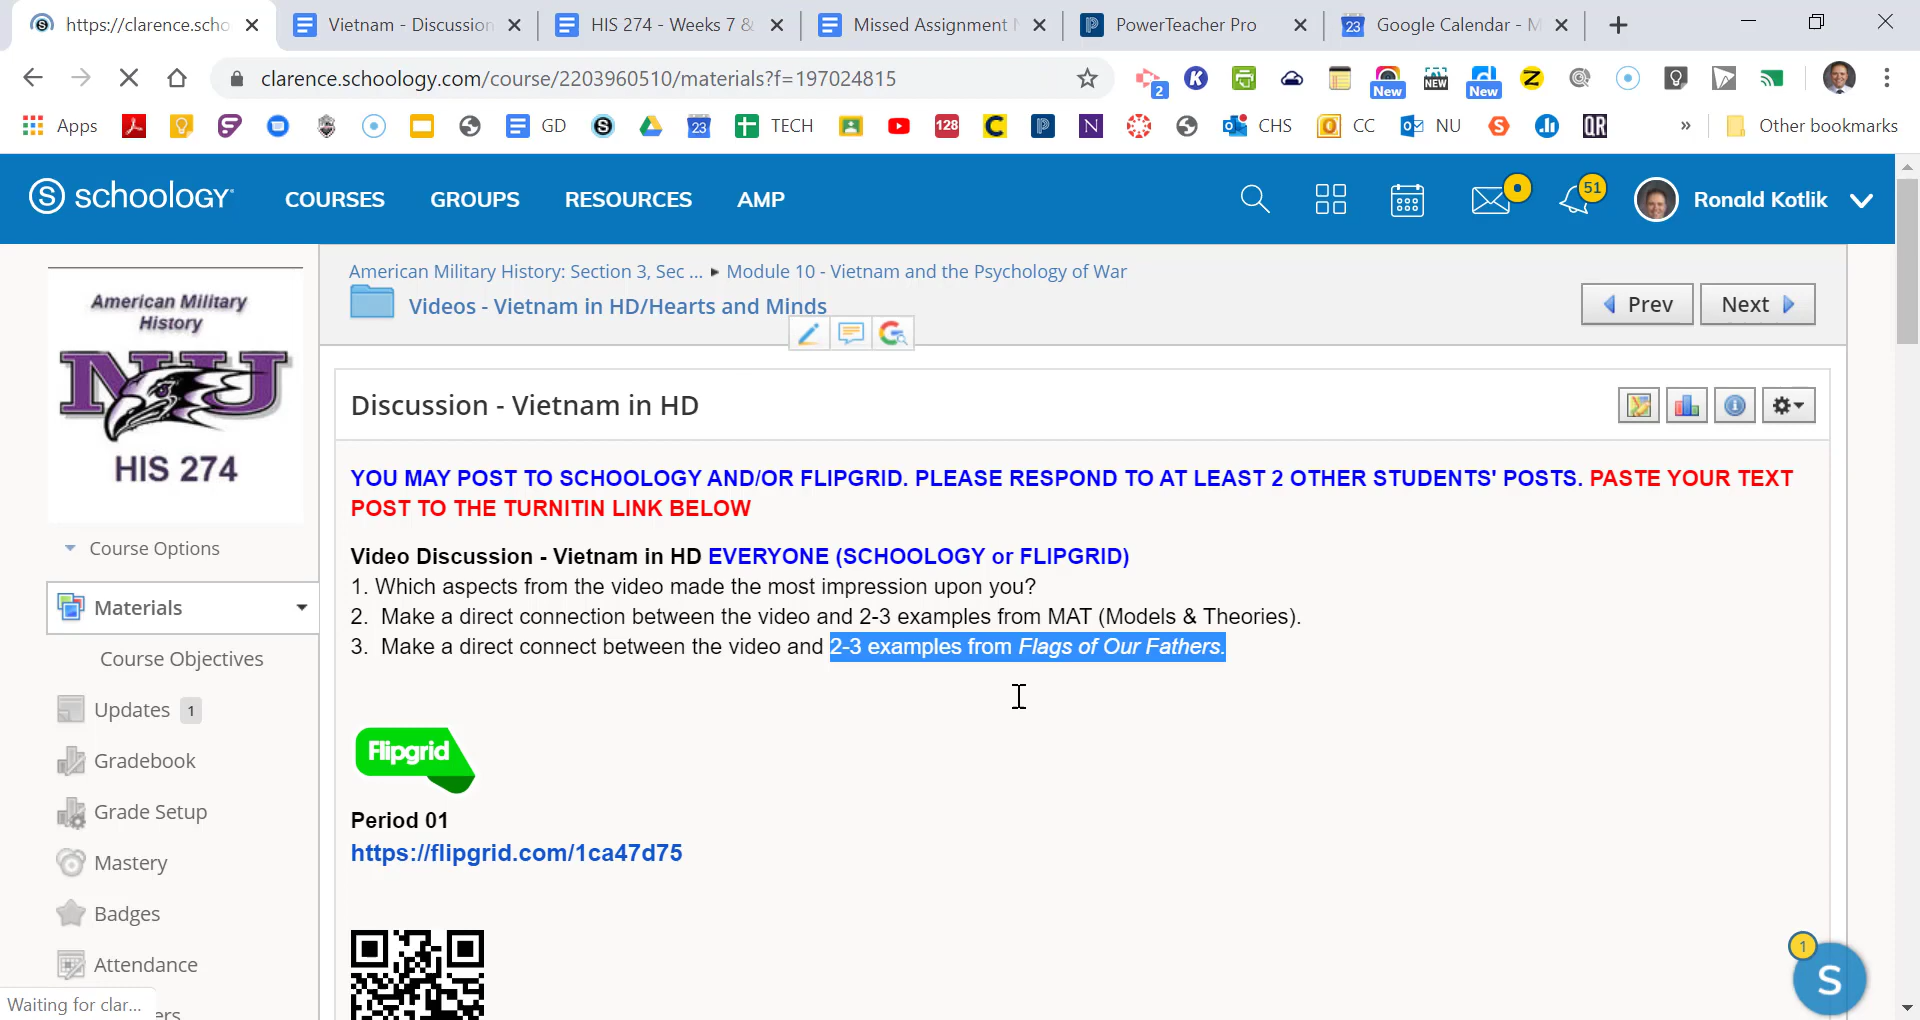 https://clarence.scho
Vietnam - Discussion
HIS 274 - Weeks 7 &
Missed Assignment
PowerTeacher Pro
Google Calendar - M
clarence.schoology.com/course/2203960510/materials?f=197024815
2
New
NEW
New
Apps
23
GD
TECH
128
CHS
CC
NU
QR
» Other bookmarks
schoology
COURSES
GROUPS
RESOURCES
AMP
51
Ronald Kotlik
American Military History: Section 3, Sec ... ▸ Module 10 - Vietnam and the Psychology of War
Videos - Vietnam in HD/Hearts and Minds
Prev
Next
American Military
History
NU
HIS 274
Course Options
Materials
Course Objectives
Updates 1
Gradebook
Grade Setup
Mastery
Badges
Attendance
Waiting for clar...
Discussion - Vietnam in HD
YOU MAY POST TO SCHOOLOGY AND/OR FLIPGRID. PLEASE RESPOND TO AT LEAST 2 OTHER STUDENTS' POSTS. PASTE YOUR TEXT
POST TO THE TURNITIN LINK BELOW
Video Discussion - Vietnam in HD EVERYONE (SCHOOLOGY or FLIPGRID)
1. Which aspects from the video made the most impression upon you?
2. Make a direct connection between the video and 2-3 examples from MAT (Models & Theories).
3. Make a direct connect between the video and 2-3 examples from Flags of Our Fathers.
Flipgrid
Period 01
https://flipgrid.com/1ca47d75
1
S